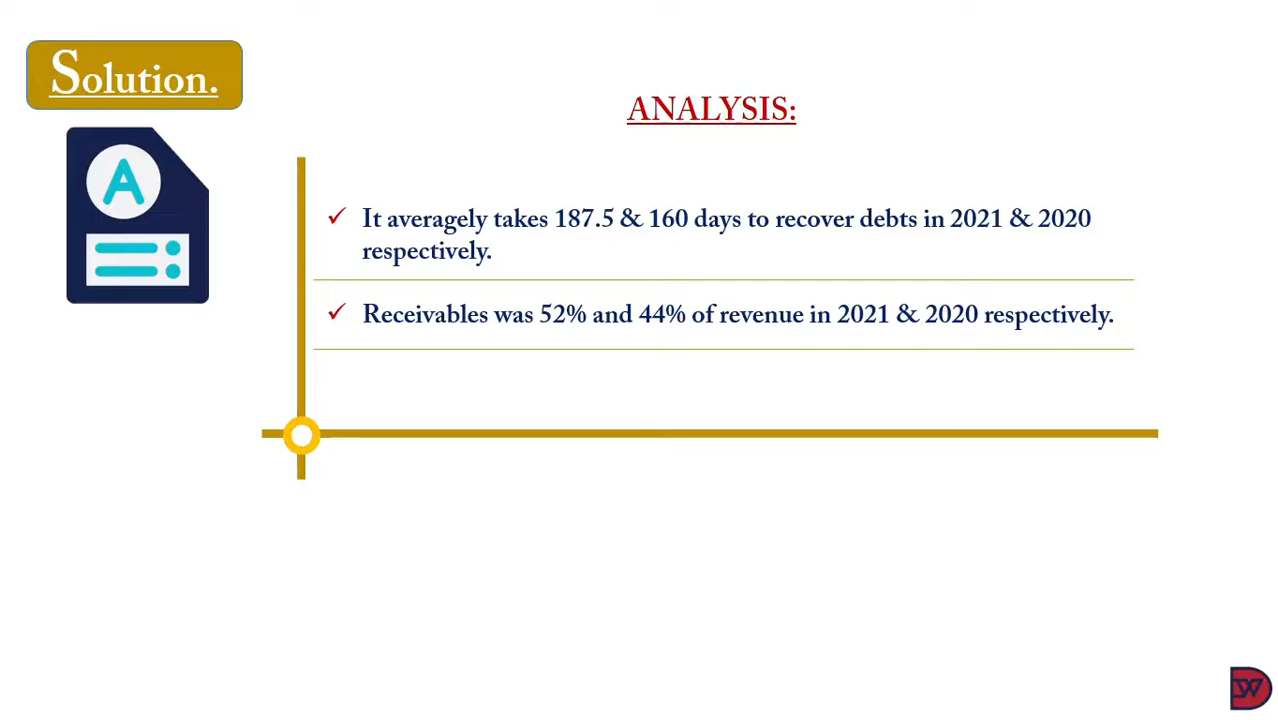 Solution.
ANALYSIS:
A
✓ It averagely takes 187.5 & 160 days to recover debts in 2021 & 2020
respectively.
✓ Receivables was 52% and 44% of revenue in 2021 & 2020 respectively.
DW